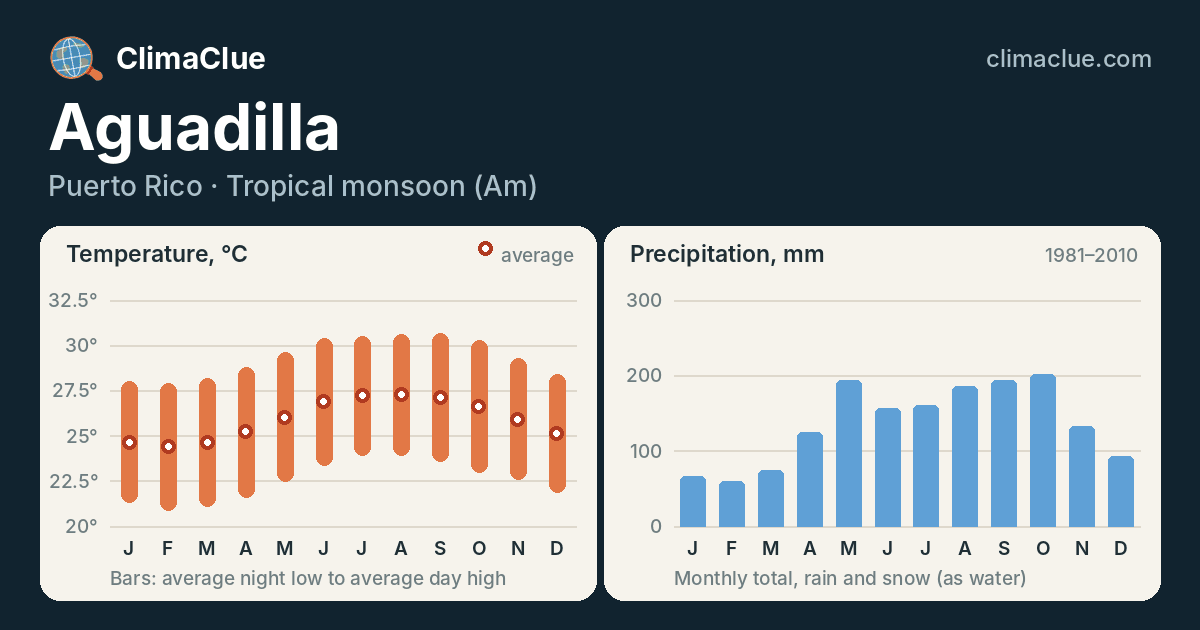 ClimaClue
climaclue.com
Aguadilla
Puerto Rico · Tropical monsoon (Am)
Temperature, °C
average
32.5°
30°
27.5°
25°
22.5°
20°
J F M A M J J A S O N D
Bars: average night low to average day high
Precipitation, mm
1981–2010
300
200
100
0
J F M A M J J A S O N D
Monthly total, rain and snow (as water)